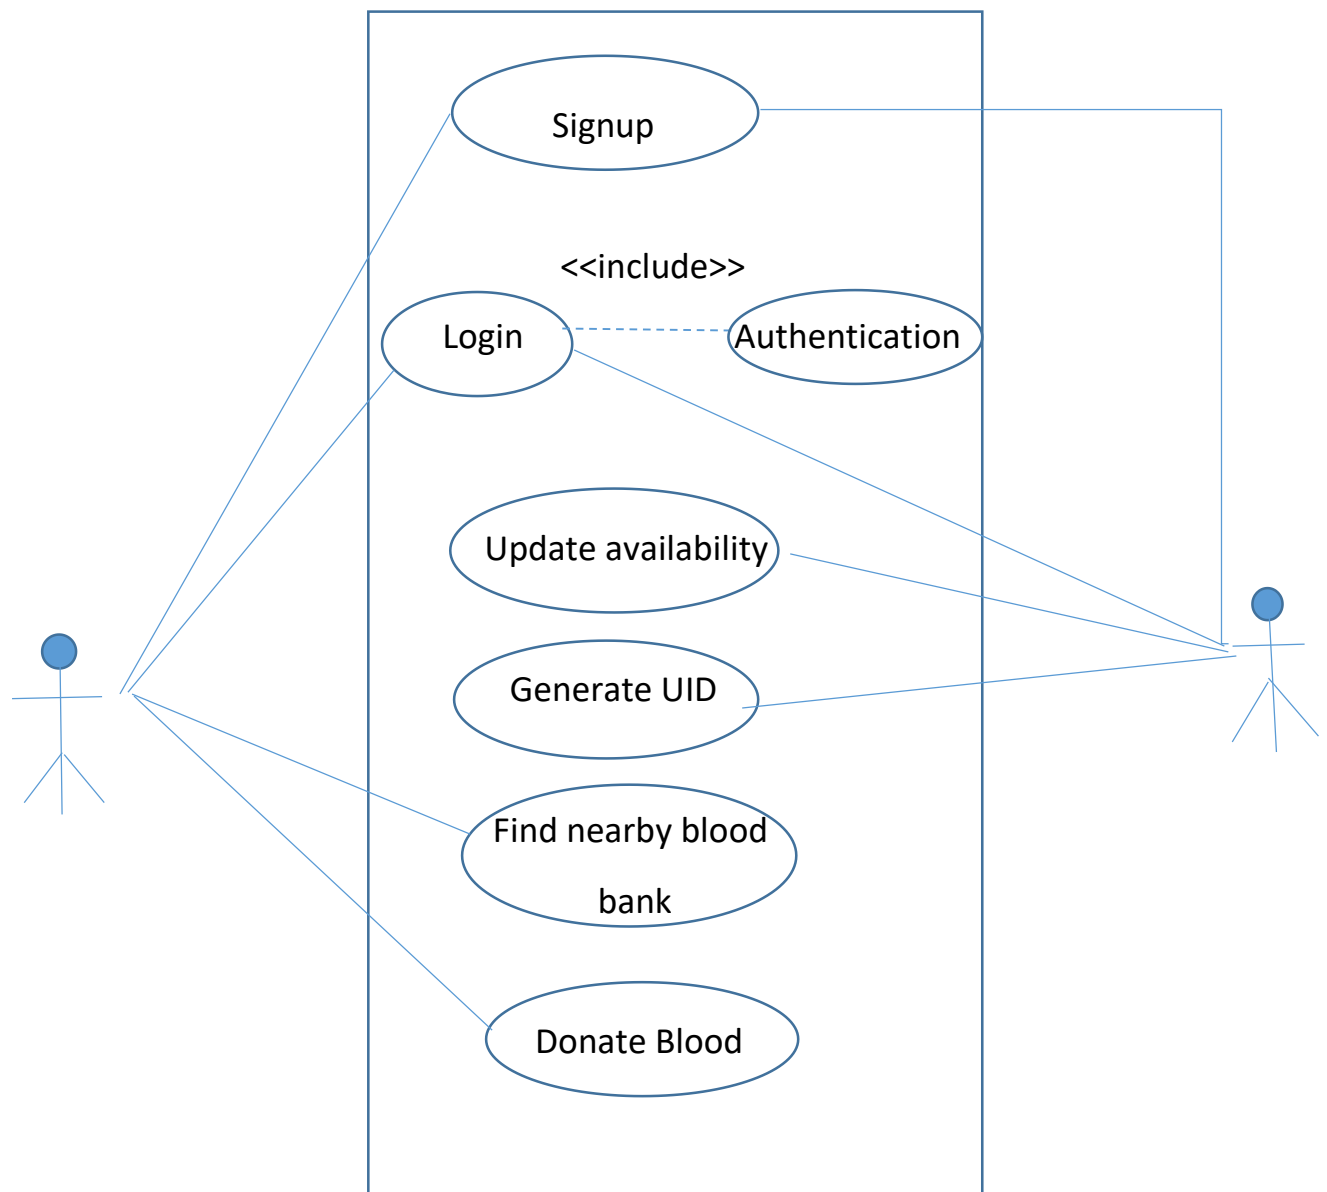 Signup
<<include>>
Login
Authentication
Update availability
Generate UID
Find nearby blood
bank
Donate Blood